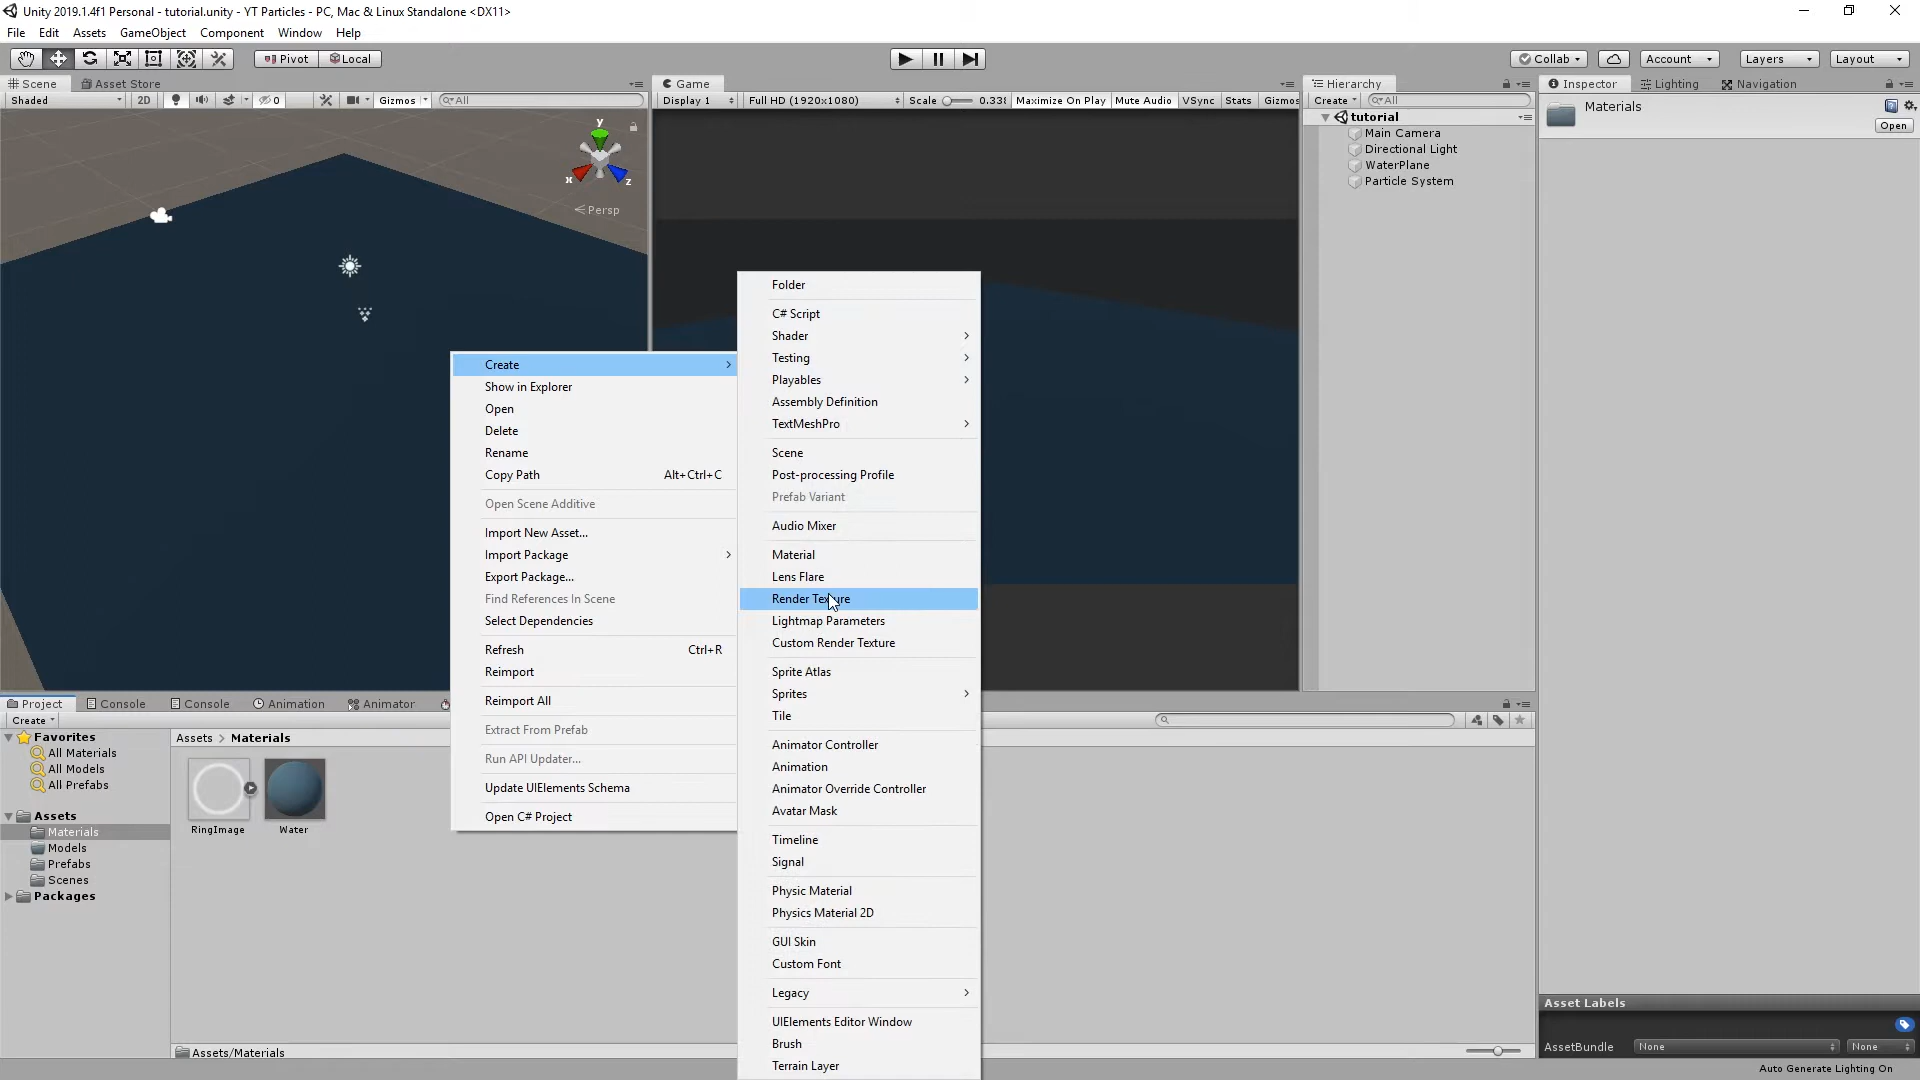 Unity 2019.1.4f1 Personal - tutorial.unity - YT Particles - PC, Mac & Linux Standalone <DX11>
File Edit Assets GameObject Component Window Help
Pivot Local Collab Account Layers Layout
Scene Asset Store Game Hierarchy Inspector Lighting Navigation
Shaded 2D 0 Gizmos All Display 1 Full HD (1920x1080) Scale 0.33 Maximize On Play Mute Audio VSync Stats Gizmos Create All
Materials
Open
tutorial
Main Camera
Directional Light
WaterPlane
Particle System
y
x z
Persp
Create
Show in Explorer
Open
Delete
Rename
Copy Path Alt+Ctrl+C
Open Scene Additive
Import New Asset...
Import Package
Export Package...
Find References In Scene
Select Dependencies
Refresh Ctrl+R
Reimport
Reimport All
Extract From Prefab
Run API Updater...
Update UIElements Schema
Open C# Project
Folder
C# Script
Shader
Testing
Playables
Assembly Definition
TextMeshPro
Scene
Post-processing Profile
Prefab Variant
Audio Mixer
Material
Lens Flare
Render Texture
Lightmap Parameters
Custom Render Texture
Sprite Atlas
Sprites
Tile
Animator Controller
Animation
Animator Override Controller
Avatar Mask
Timeline
Signal
Physic Material
Physics Material 2D
GUI Skin
Custom Font
Legacy
UIElements Editor Window
Brush
Terrain Layer
Project Console Console Animation Animator
Create
Favorites
All Materials
All Models
All Prefabs
Assets
Materials
Models
Prefabs
Scenes
Packages
Assets > Materials
RingImage Water
Assets/Materials
Asset Labels
AssetBundle None None
Auto Generate Lighting On